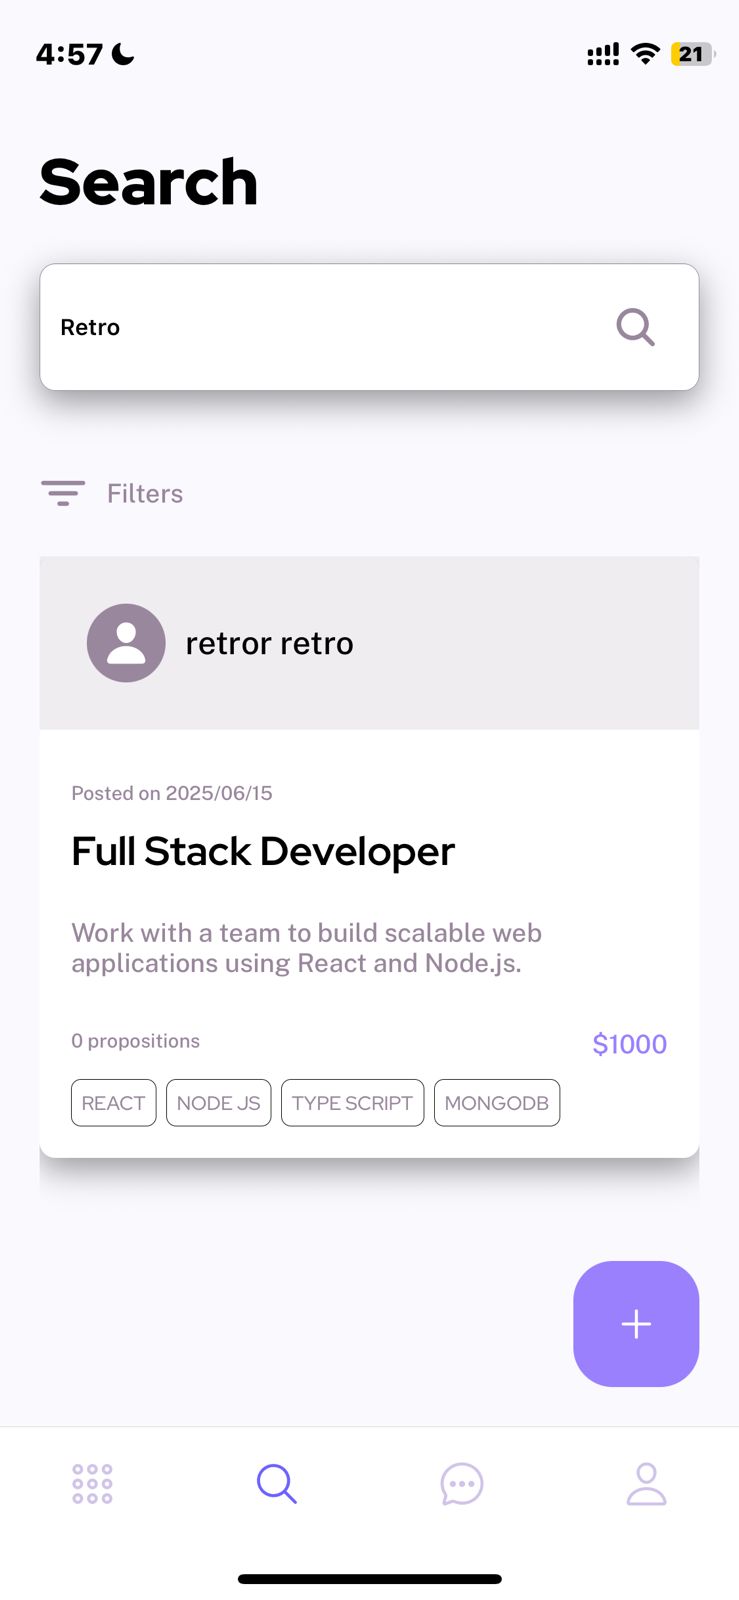 4:57
21
Search
Retro
Filters
retror retro
Posted on 2025/06/15
Full Stack Developer
Work with a team to build scalable web
applications using React and Node.js.
0 propositions
$1000
REACT NODE JS TYPE SCRIPT MONGODB